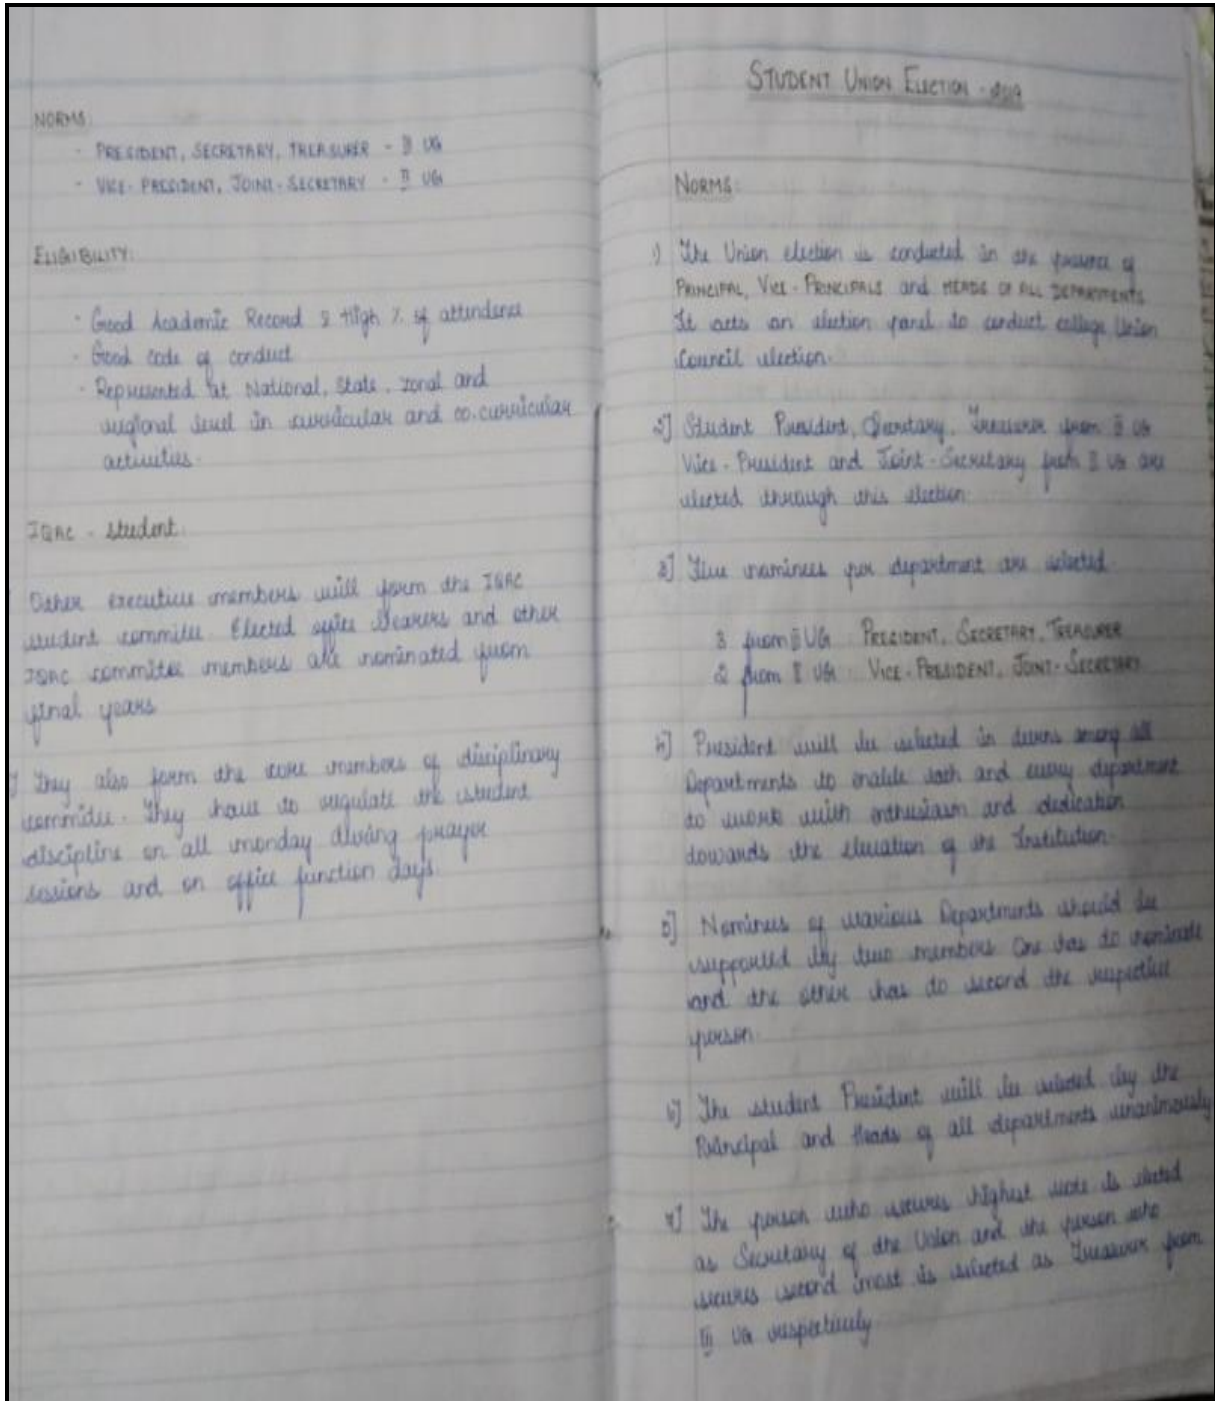 NORMS:
- PRESIDENT, SECRETARY, TREASURER - UG
- VICE-PRESIDENT, JOINT-SECRETARY - II UG
ELIGIBILITY:
- Good Academic Record & High % of attendence
- Good code of conduct
- Represented at National, State, zonal and
regional level in curricular and co.curricular
activities.
IQAC - Student:
Other executive members will form the IQAC
student commitee. Elected office bearers and other
IQAC commitee members are nominated from
final years
They also form the core members of disciplinary
commitee. They have to regulate the student
discipline on all monday during prayer
sessions and on office function days.
STUDENT UNION ELECTION -
NORMS:
1) The Union election is conducted in the presence of
PRINCIPAL, VICE-PRINCIPALS and HEADS OF ALL DEPARTMENTS
It acts an election panel to conduct college Union
Council election.
2] Student President, Secretary, Treasurer from UG
Vice-President and Joint-Secretary from UG are
elected through this election.
3] Five nominees per department are selected.
3 from UG : PRESIDENT, SECRETARY, TREASURER
2 from II UG : VICE-PRESIDENT, JOINT-SECRETARY
4] President will be selected in turns among all
Departments to enable each and every department
to work with enthusiasm and dedication
towards the elevation of the Institution.
5] Nominees of various Departments should be
supported by two members One has to nominate
and the other has to second the respective
person.
6] The student President will be selected by the
Principal and Heads of all departments unanimously
7] The person who secures highest vote is elected
as Secretary of the Union and the person who
secures second most is selected as Treasurer from
III UG respectively